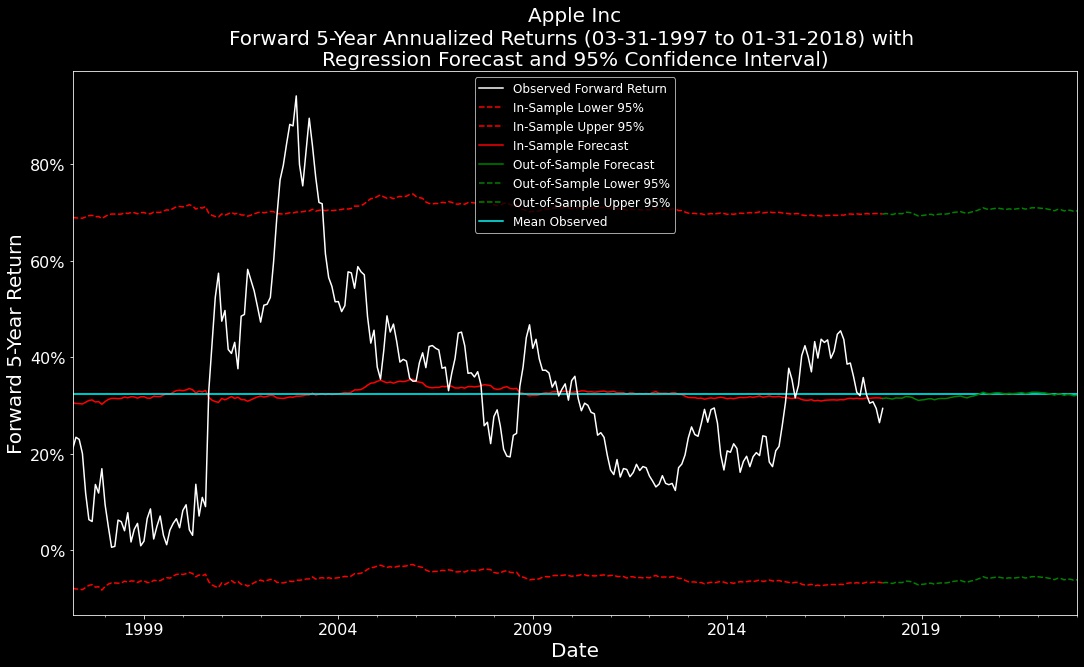 Apple Inc
Forward 5-Year Annualized Returns (03-31-1997 to 01-31-2018) with
Regression Forecast and 95% Confidence Interval)
Observed Forward Return
In-Sample Lower 95%
In-Sample Upper 95%
In-Sample Forecast
Out-of-Sample Forecast
Out-of-Sample Lower 95%
Out-of-Sample Upper 95%
Mean Observed
Forward 5-Year Return
80%
60%
40%
20%
0%
1999
2004
2009
2014
2019
Date